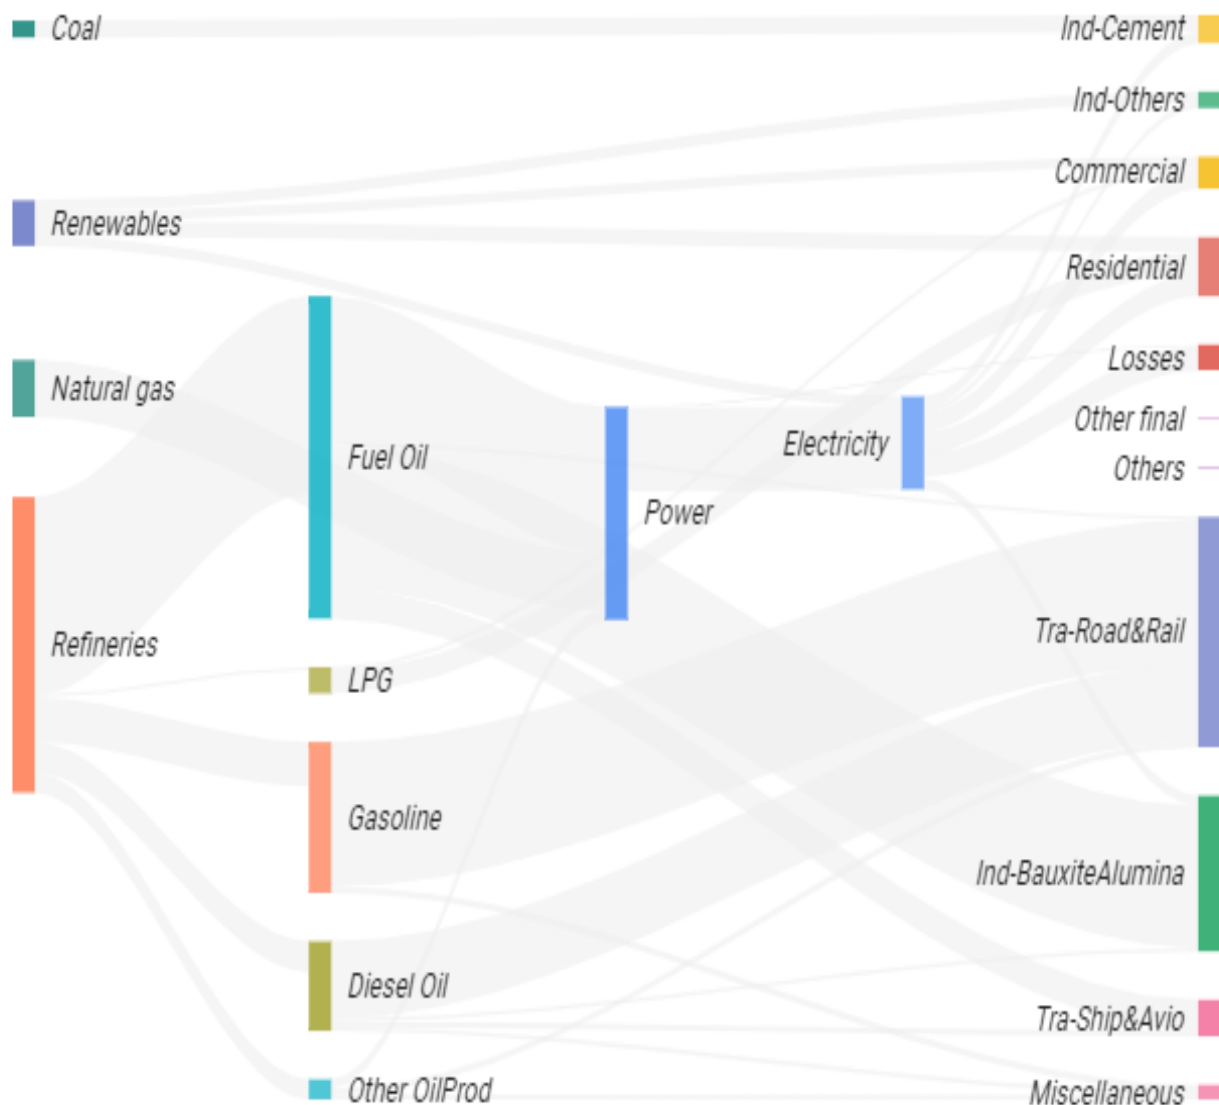 Coal
Renewables
Natural gas
Refineries
Fuel Oil
LPG
Gasoline
Diesel Oil
Other OilProd
Power
Electricity
Ind-Cement
Ind-Others
Commercial
Residential
Losses
Other final
Others
Tra-Road&Rail
Ind-BauxiteAlumina
Tra-Ship&Avio
Miscellaneous